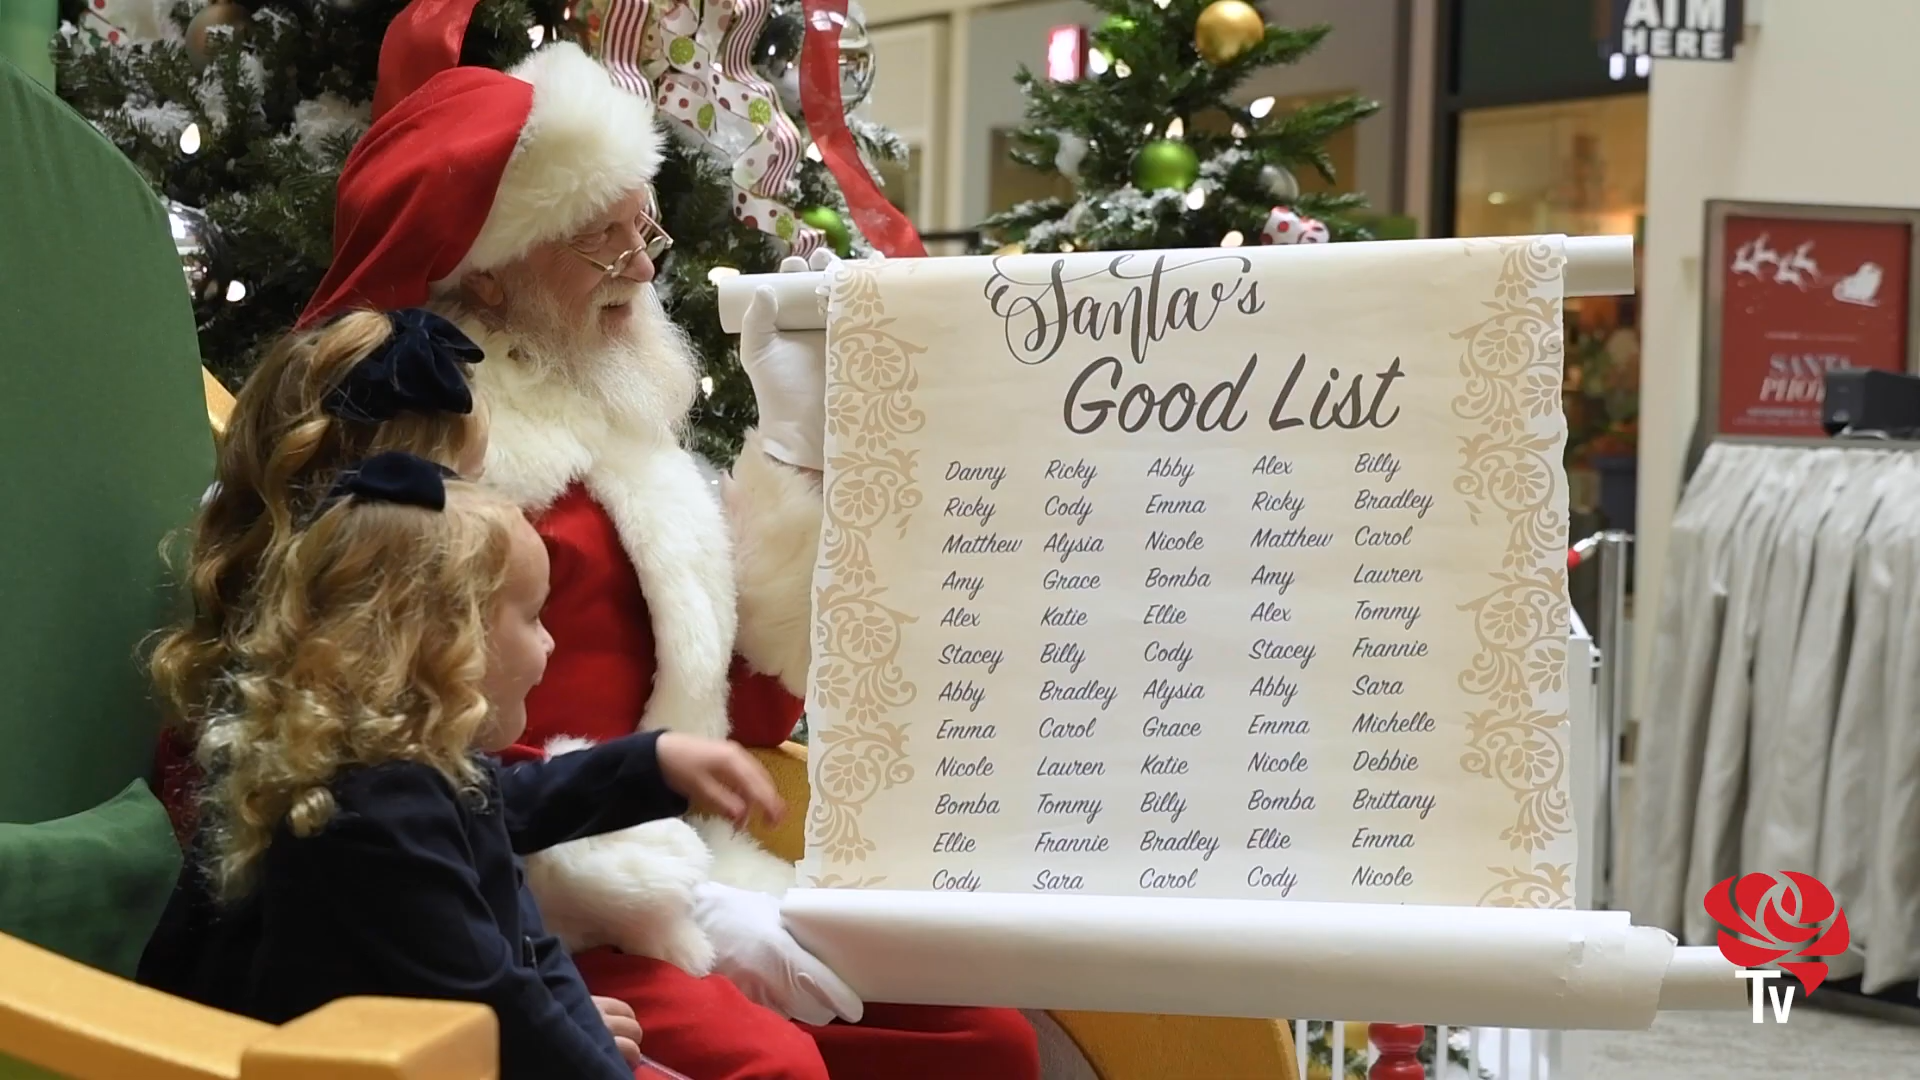 AIM
HERE
Santa's
Good List
Danny Ricky Abby Alex Billy
Ricky Cody Emma Ricky Bradley
Matthew Alysia Nicole Matthew Carol
Amy Grace Bomba Amy Lauren
Alex Katie Ellie Alex Tommy
Stacey Billy Cody Stacey Frannie
Abby Bradley Alysia Abby Sara
Emma Carol Grace Emma Michelle
Nicole Lauren Katie Nicole Debbie
Bomba Tommy Billy Bomba Brittany
Ellie Frannie Bradley Ellie Emma
Cody Sara Carol Cody Nicole
SANTA
TV